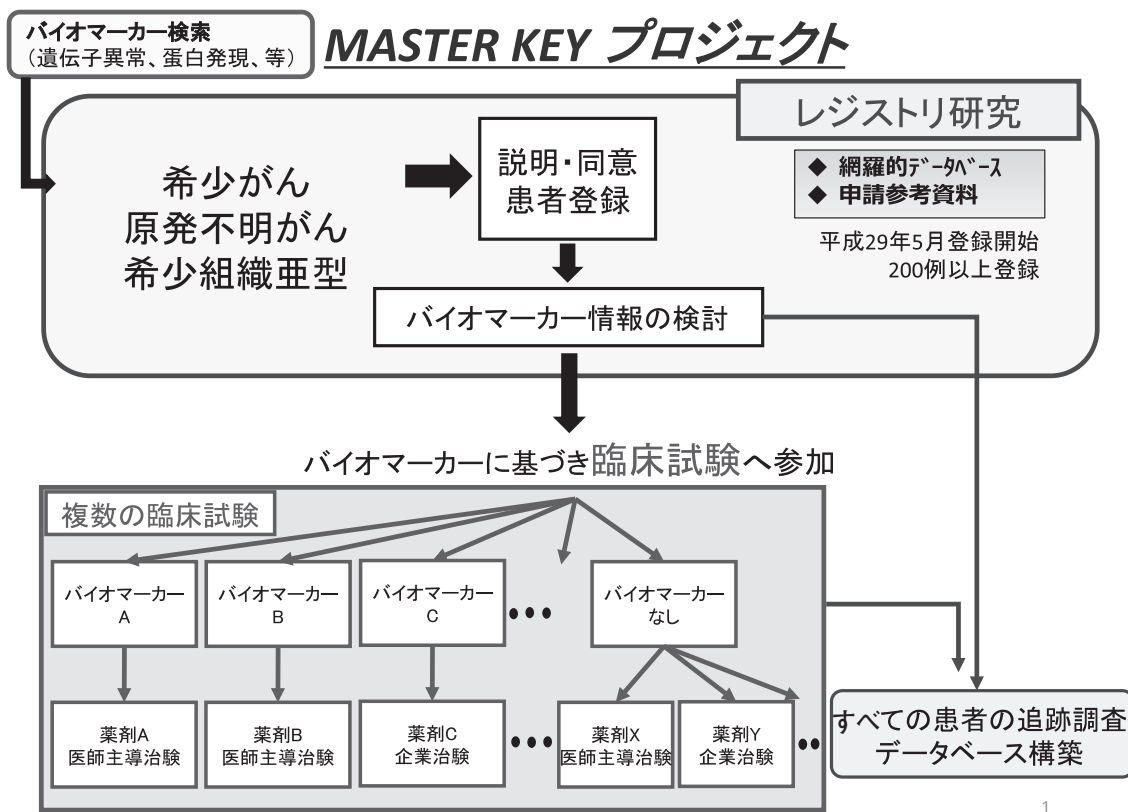 バイオマーカー検索
（遺伝子異常、蛋白発現、等）
MASTER KEY プロジェクト
レジストリ研究
◆ 網羅的ﾃﾞｰﾀﾍﾞｰｽ
◆ 申請参考資料
平成29年5月登録開始
200例以上登録
希少がん
原発不明がん
希少組織亜型
説明・同意
患者登録
バイオマーカー情報の検討
バイオマーカーに基づき臨床試験へ参加
複数の臨床試験
バイオマーカー
A
バイオマーカー
B
バイオマーカー
C
•••
バイオマーカー
なし
薬剤A
医師主導治験
薬剤B
医師主導治験
薬剤C
企業治験
•••
薬剤X
医師主導治験
薬剤Y
企業治験
••
すべての患者の追跡調査
データベース構築
1